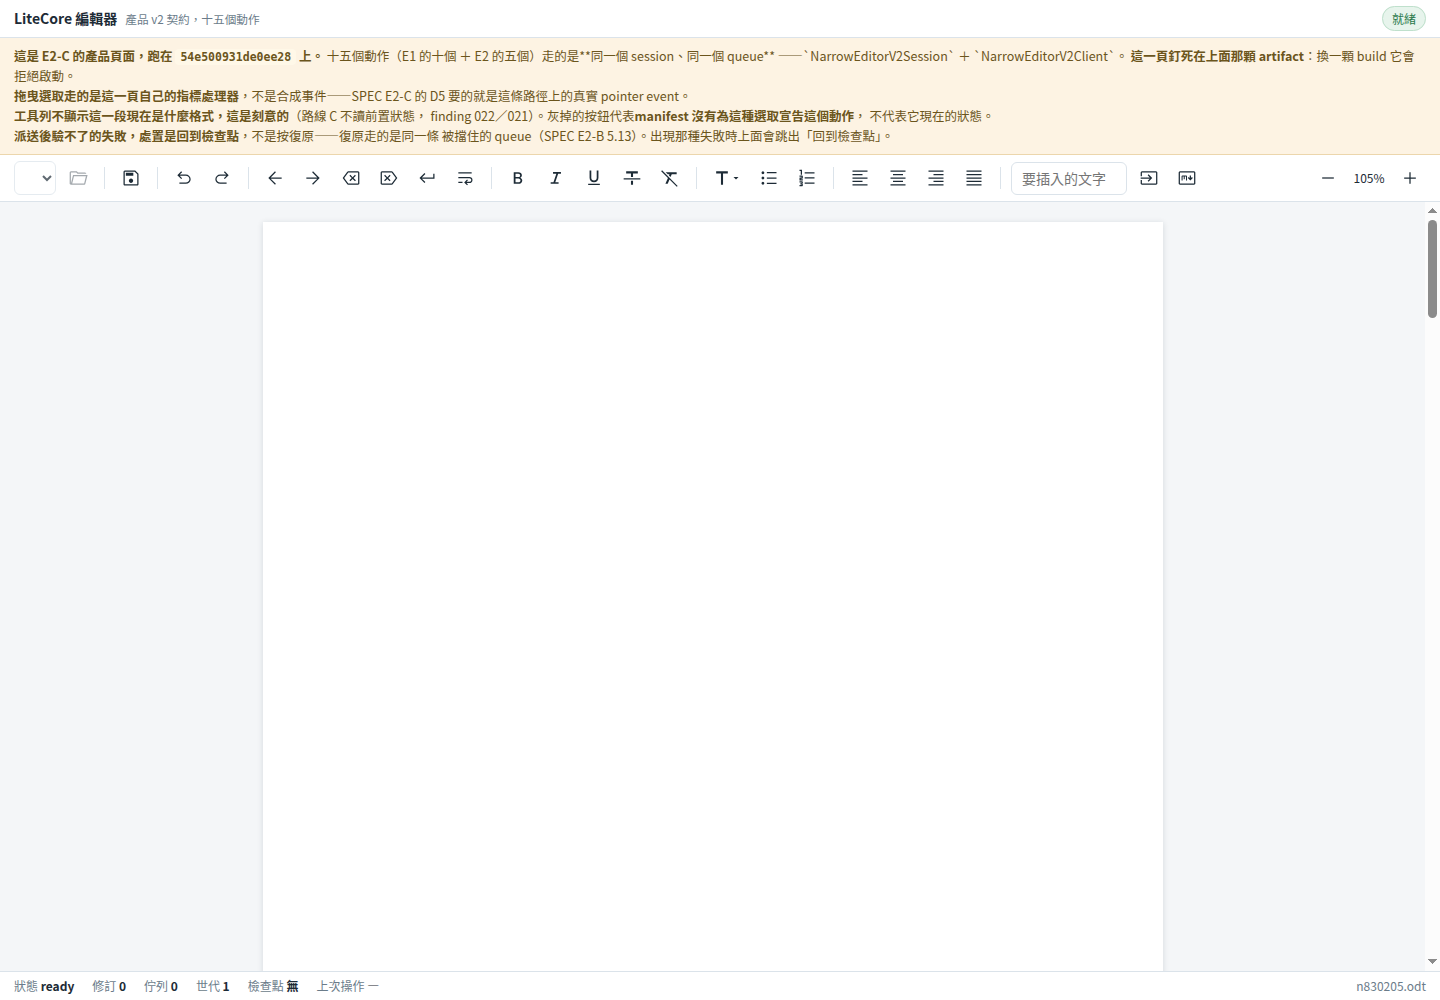 LiteCore 編輯器 產品 v2 契約，十五個動作
就緒
這是 E2-C 的產品頁面，跑在 54e500931de0ee28 上。 十五個動作（E1 的十個 ＋ E2 的五個）走的是**同一個 session、同一個 queue** ——`NarrowEditorV2Session` ＋ `NarrowEditorV2Client`。 這一頁釘死在上面那顆 artifact：換一顆 build 它會
拒絕啟動。
拖曳選取走的是這一頁自己的指標處理器，不是合成事件——SPEC E2-C 的 D5 要的就是這條路徑上的真實 pointer event。
工具列不顯示這一段現在是什麼格式，這是刻意的（路線 C 不讀前置狀態， finding 022／021）。灰掉的按鈕代表manifest 沒有為這種選取宣告這個動作， 不代表它現在的狀態。
派送後驗不了的失敗，處置是回到檢查點，不是按復原——復原走的是同一條 被擋住的 queue（SPEC E2-B 5.13）。出現那種失敗時上面會跳出「回到檢查點」。
要插入的文字
105%
狀態 ready 修訂 0 佇列 0 世代 1 檢查點 無 上次操作 —
n830205.odt